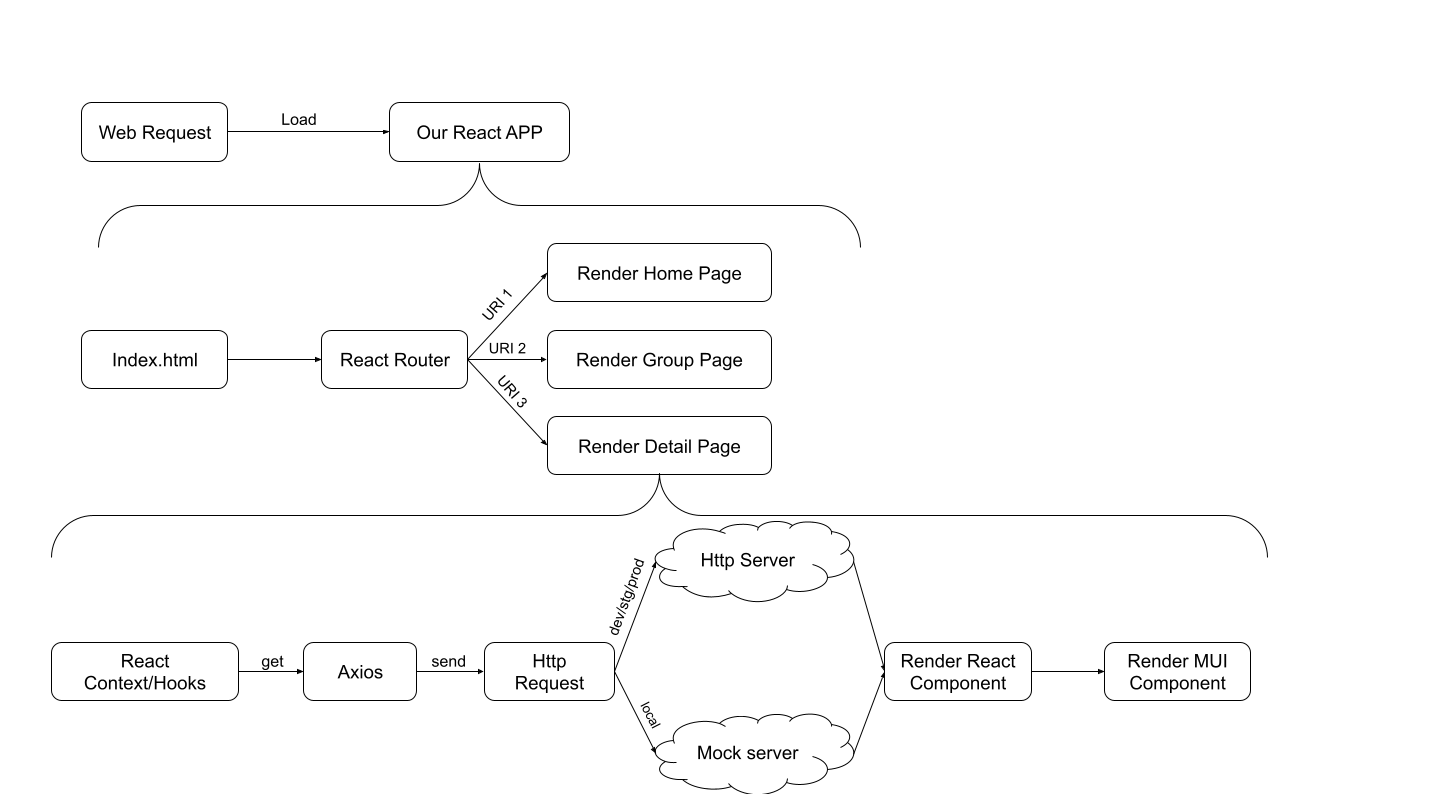 Web Request
Load
Our React APP
Render Home Page
URI 1
Index.html
React Router
URI 2
Render Group Page
URI 3
Render Detail Page
Http Server
dev/stg/prod
React
Context/Hooks
get
Axios
send
Http
Request
Render React
Component
Render MUI
Component
local
Mock server